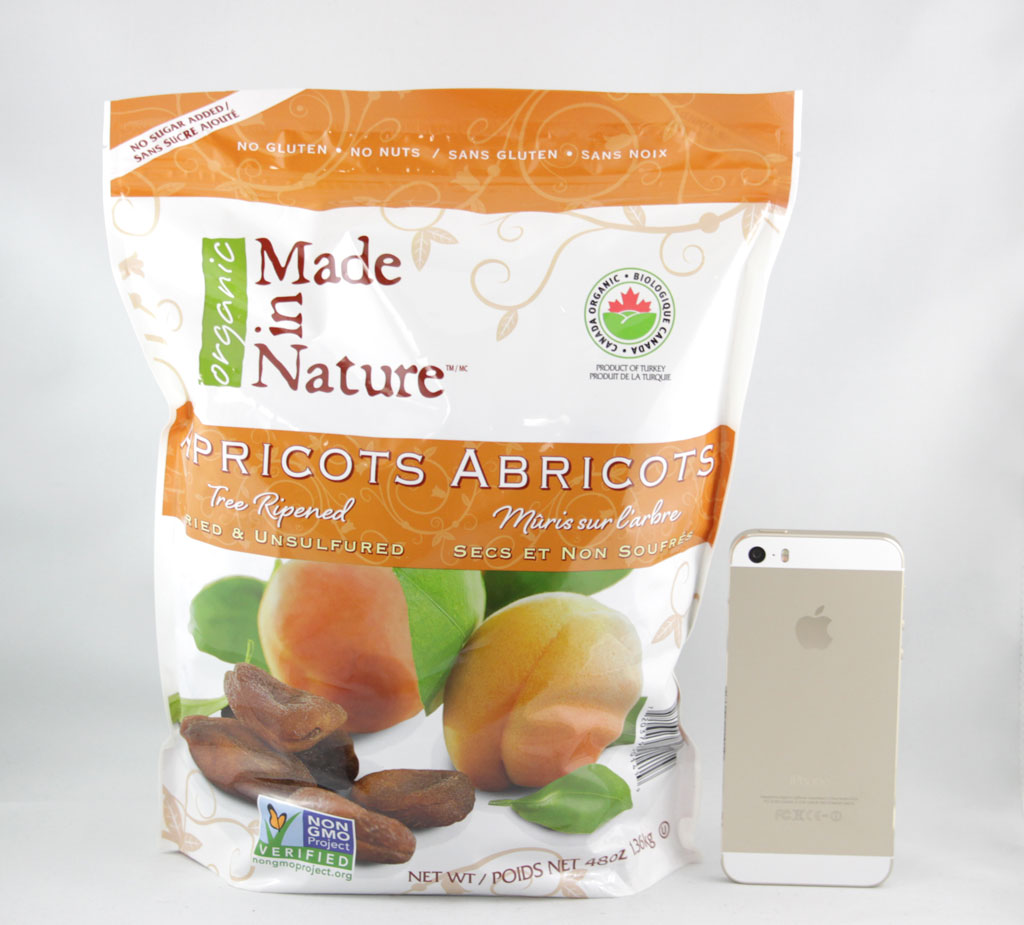 NO SUGAR ADDED /
SANS SUCRE AJOUTÉ
NO GLUTEN • NO NUTS / SANS GLUTEN • SANS NOIX
organic
Made
in
Nature TM / MC
CANADA ORGANIC • BIOLOGIQUE CANADA •
PRODUCT OF TURKEY
PRODUIT DE LA TURQUIE
APRICOTS ABRICOTS
Tree Ripened Mûris sur l'arbre
RIED & UNSULFURED SECS ET NON SOUFRÉS
NON
GMO
Project
VERIFIED
nongmoproject.org
NET WT / POIDS NET 48OZ 1.36kg U
iPhone